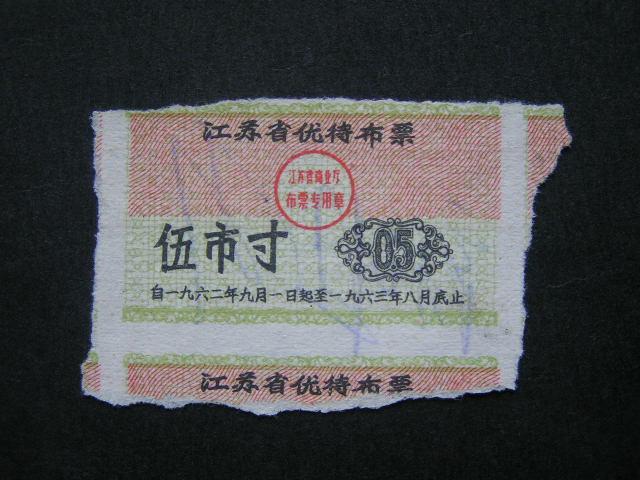 江苏省优待布票
江苏省商业厅
布票专用章
伍市寸
0.5
自一九六二年九月一日起至一九六三年八月底止
江苏省优待布票